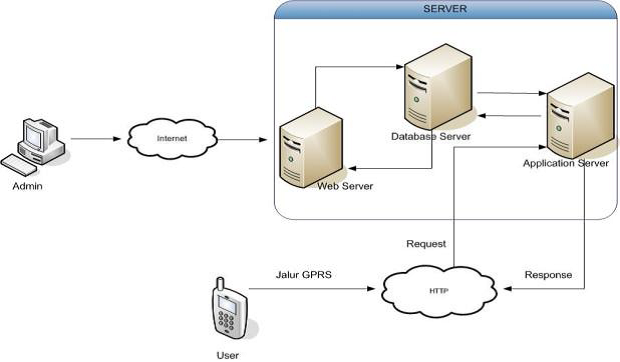 SERVER
Database Server
Internet
Application Server
Admin
Web Server
Request
Jalur GPRS
Response
HTTP
User